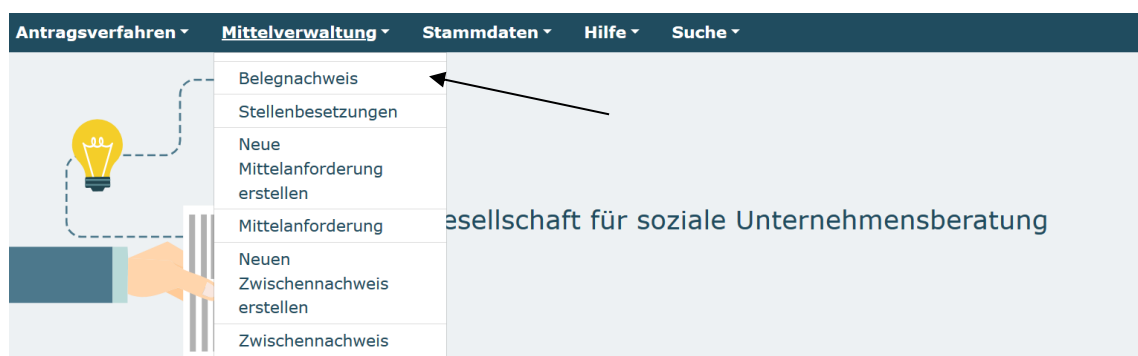 Antragsverfahren Mittelverwaltung Stammdaten Hilfe Suche
Belegnachweis
Stellenbesetzungen
Neue
Mittelanforderung
erstellen
Mittelanforderung
esellschaft für soziale Unternehmensberatung
Neuen
Zwischennachweis
erstellen
Zwischennachweis